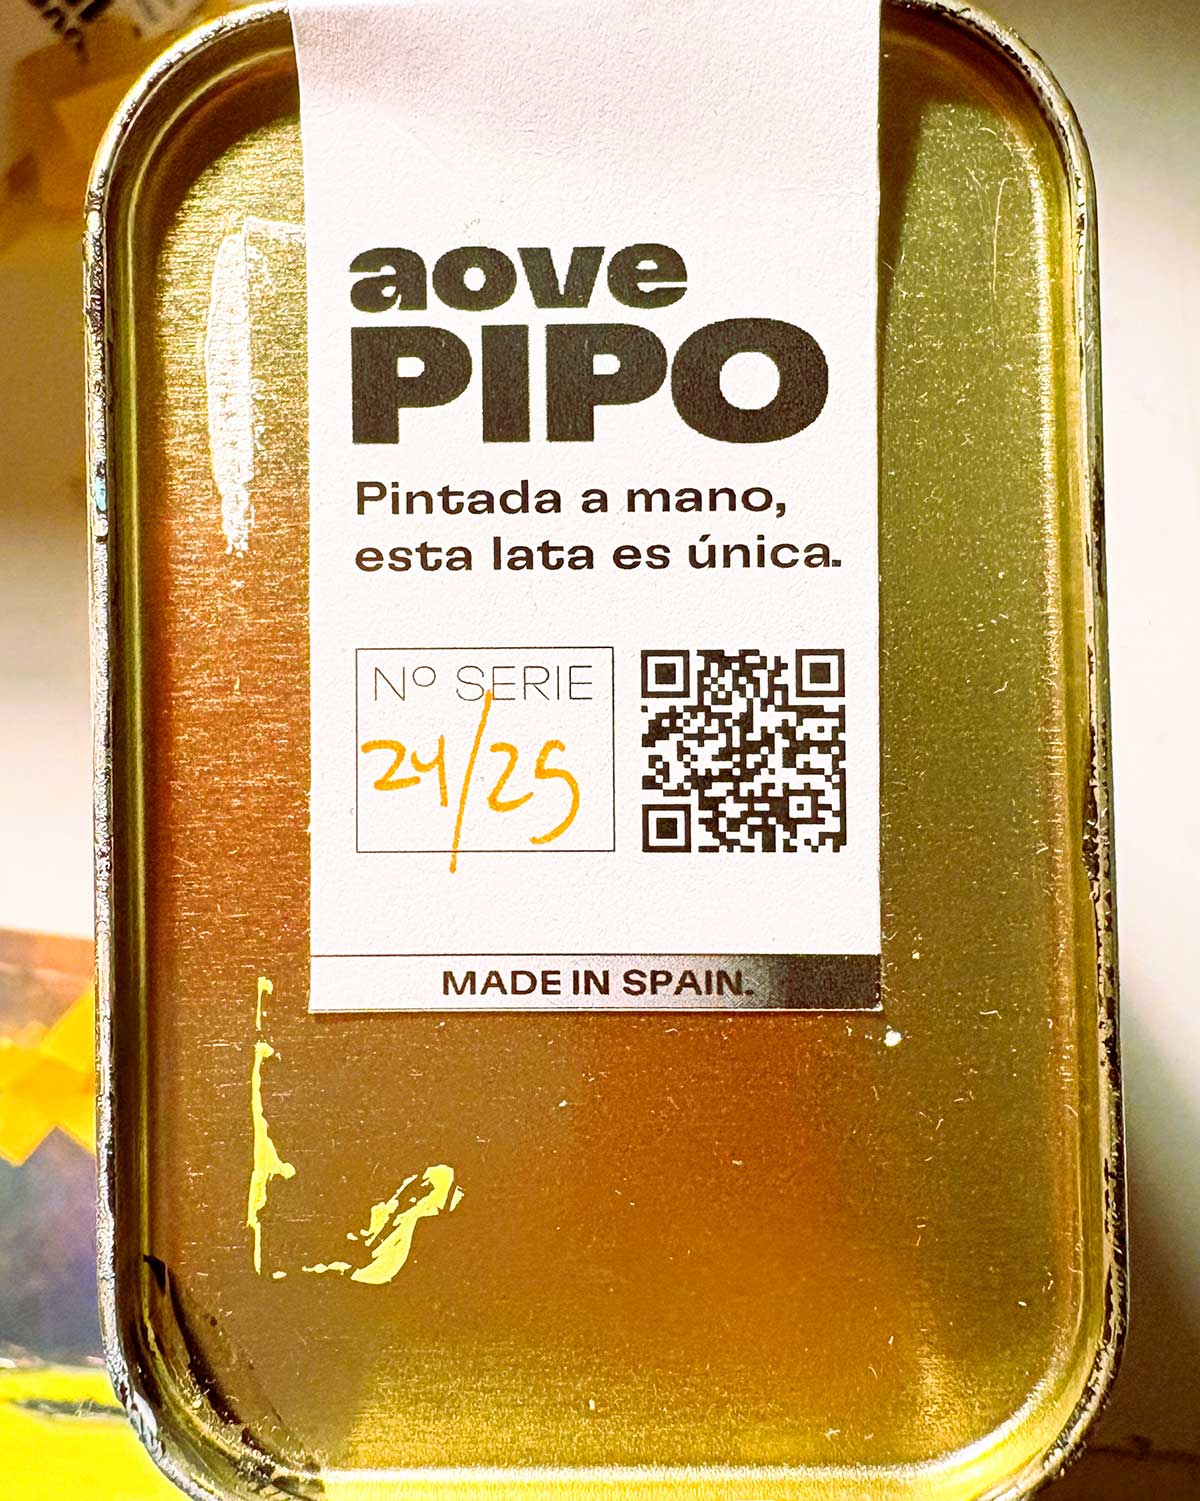 aove
PIPO
Pintada a mano,
esta lata es única.
Nº SERIE
24/25
MADE IN SPAIN.